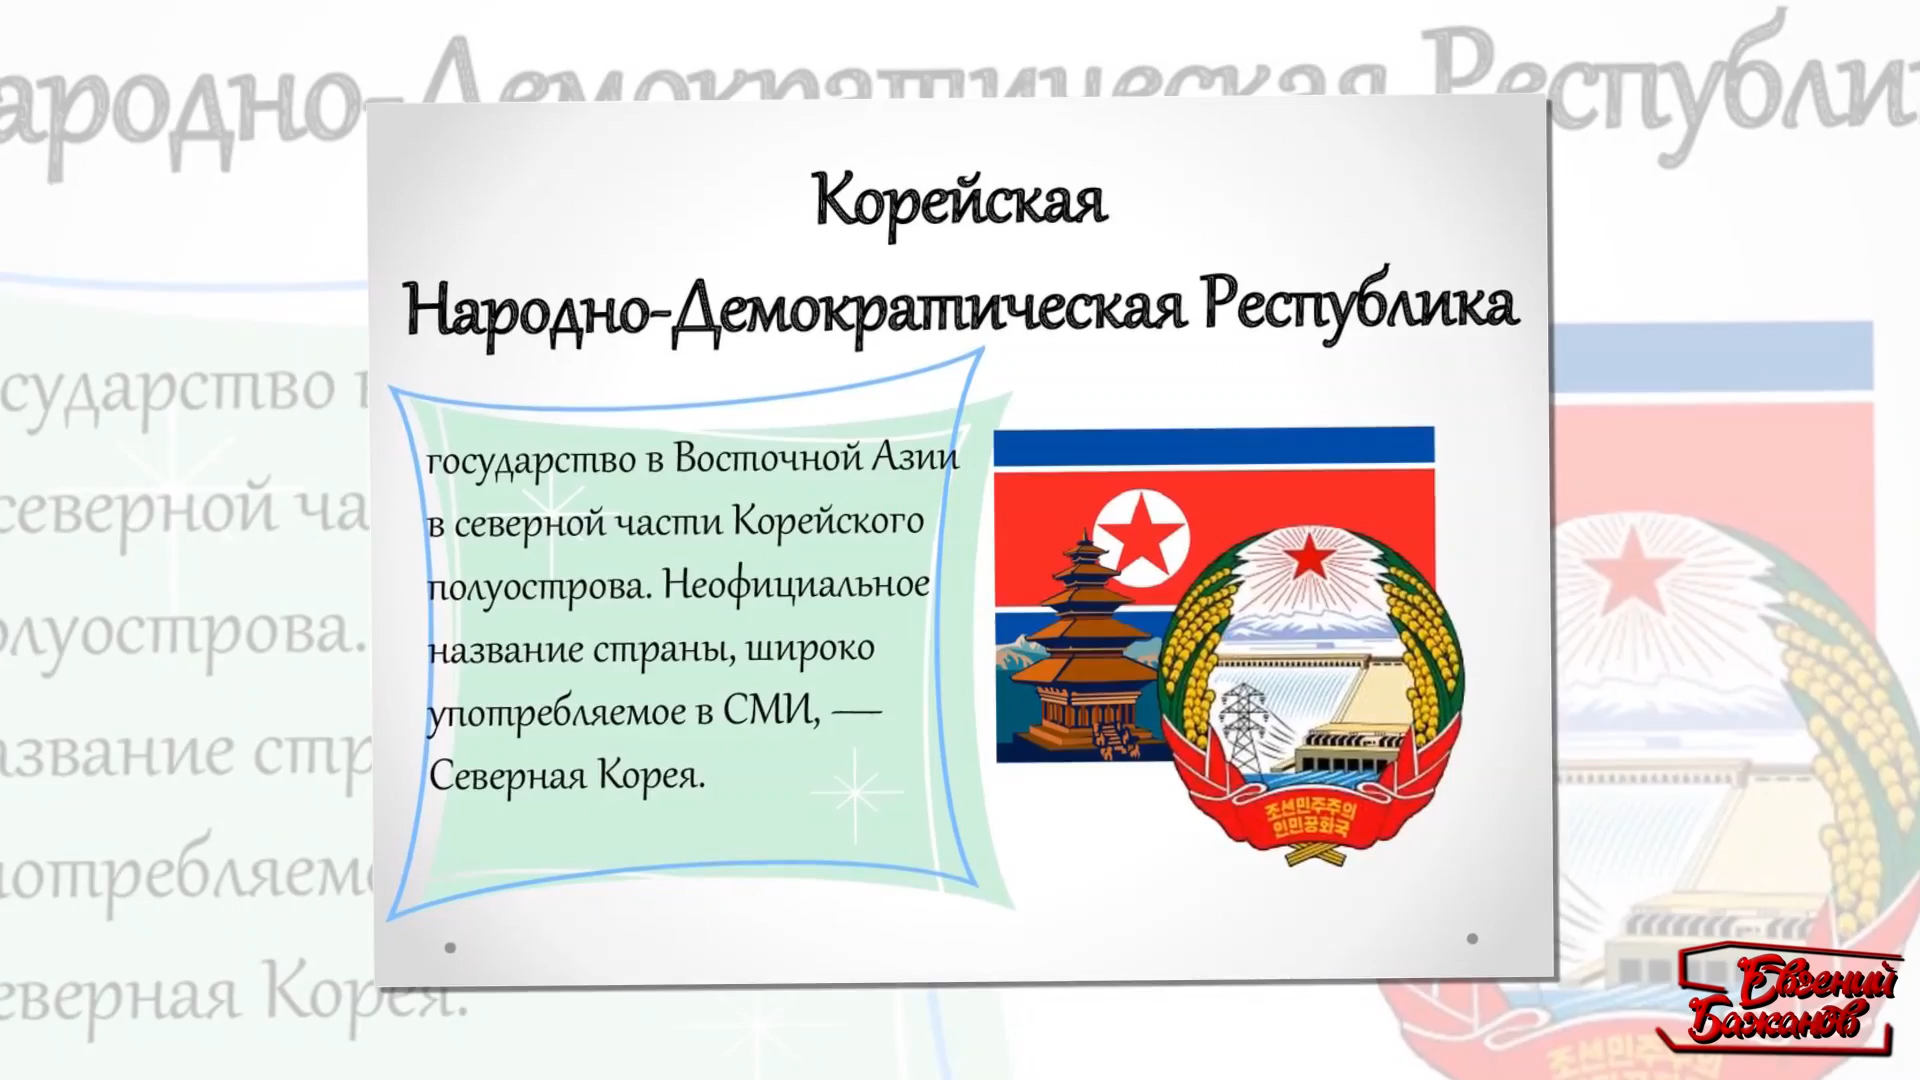 Корейская
Народно-Демократическая Республика
государство в Восточной Азии
в северной части Корейского
полуострова. Неофициальное
название страны, широко
употребляемое в СМИ, —
Северная Корея.
조선민주주의
인민공화국
Евгений
Бажанов